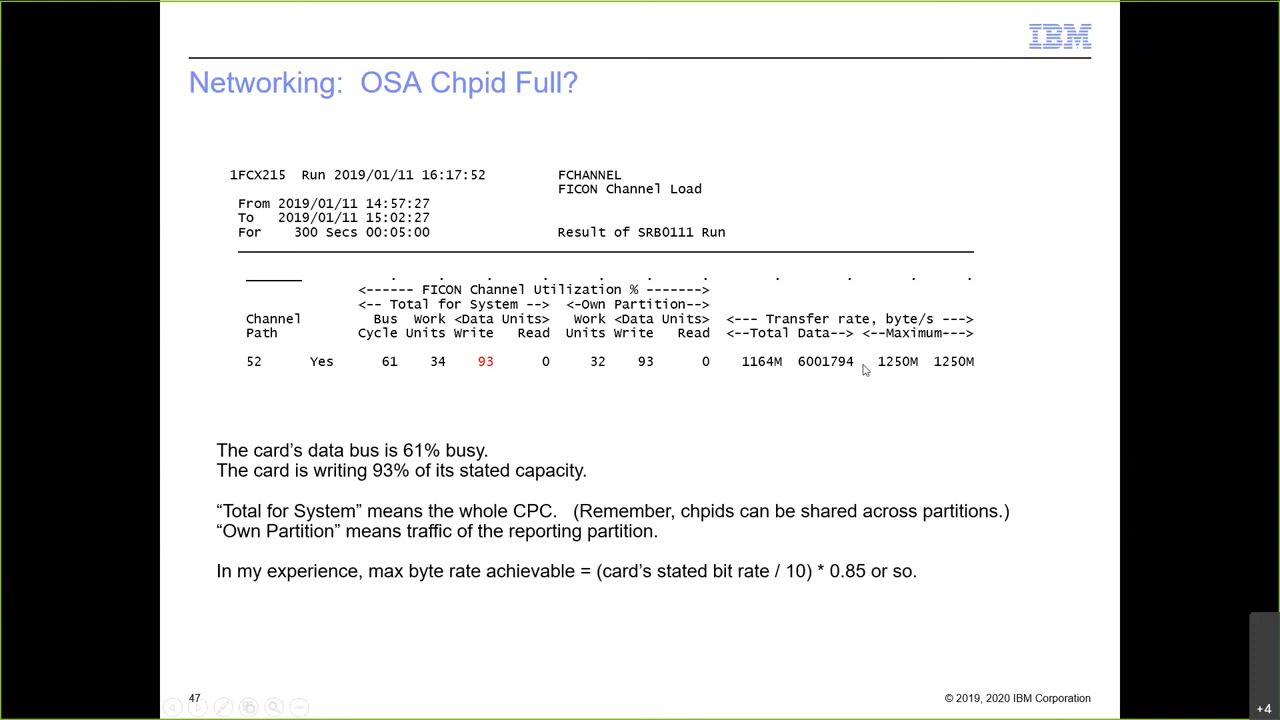 IBM
Networking: OSA Chpid Full?
1FCX215 Run 2019/01/11 16:17:52 FCHANNEL
FICON Channel Load
From 2019/01/11 14:57:27
To 2019/01/11 15:02:27
For 300 Secs 00:05:00 Result of SRB0111 Run
_______ . . . . . . . . . . .
<------ FICON Channel Utilization % ------->
<-- Total for System --> <-Own Partition-->
Channel Bus Work <Data Units> Work <Data Units> <--- Transfer rate, byte/s --->
Path Cycle Units Write Read Units Write Read <--Total Data--> <--Maximum--->
52 Yes 61 34 93 0 32 93 0 1164M 6001794 1250M 1250M
The card's data bus is 61% busy.
The card is writing 93% of its stated capacity.
“Total for System” means the whole CPC. (Remember, chpids can be shared across partitions.)
“Own Partition” means traffic of the reporting partition.
In my experience, max byte rate achievable = (card's stated bit rate / 10) * 0.85 or so.
47
© 2019, 2020 IBM Corporation
+4